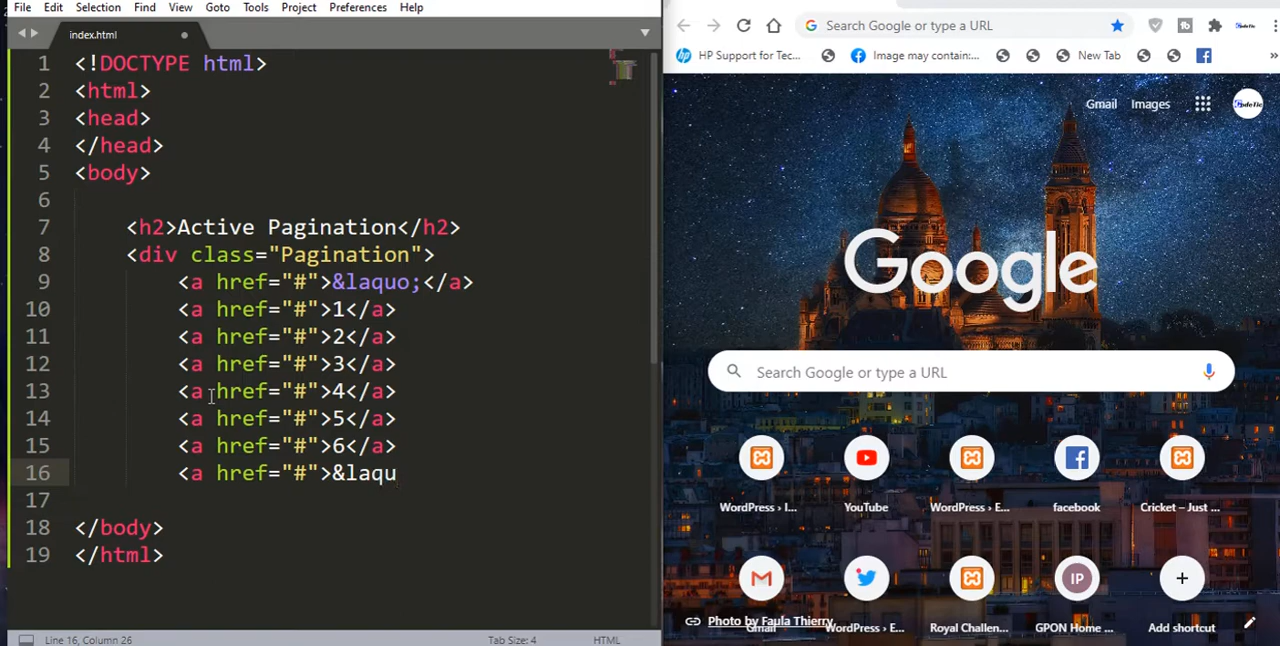 File Edit Selection Find View Goto Tools Project Preferences Help
index.html
1 <!DOCTYPE html>
2 <html>
3 <head>
4 </head>
5 <body>
6
7 <h2>Active Pagination</h2>
8 <div class="Pagination">
9 <a href="#">&laquo;</a>
10 <a href="#">1</a>
11 <a href="#">2</a>
12 <a href="#">3</a>
13 <a href="#">4</a>
14 <a href="#">5</a>
15 <a href="#">6</a>
16 <a href="#">&laqu
17
18 </body>
19 </html>
Line 16, Column 26 Tab Size: 4 HTML
Search Google or type a URL
HP Support for Tec... Image may contain:... New Tab »
Gmail Images
Google
Search Google or type a URL
WordPress › I... YouTube WordPress › E... facebook Cricket – Just ...
IP
Gmail WordPress › E... Royal Challen... GPON Home ... Add shortcut
Photo by Faula Thierry